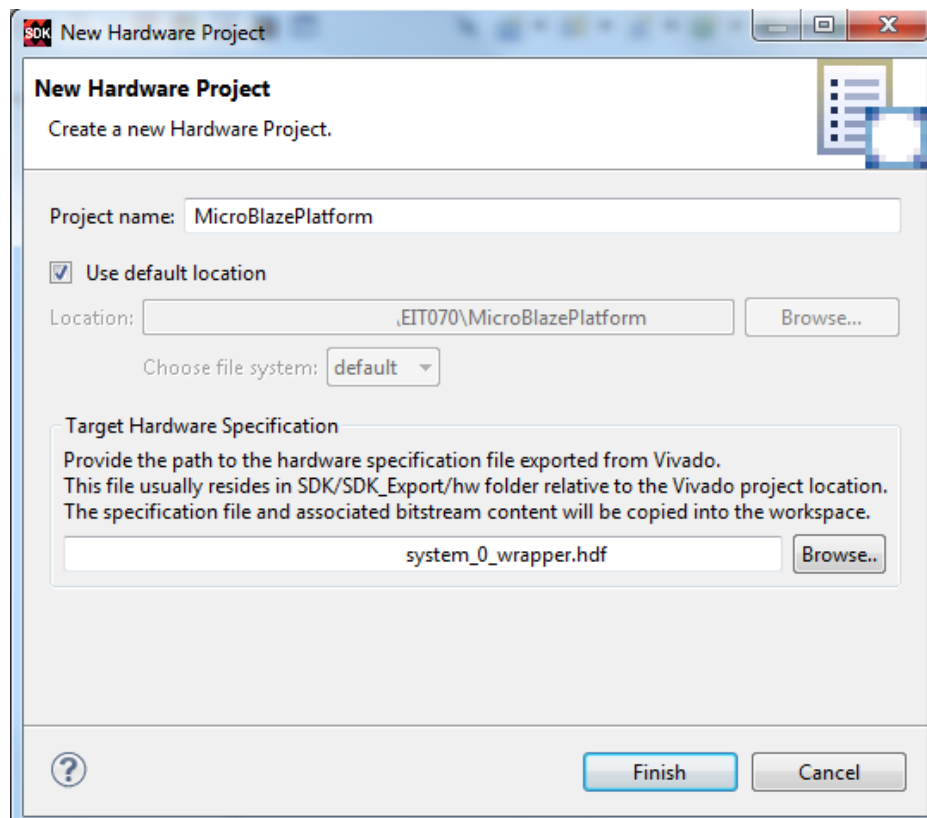 SDK New Hardware Project
New Hardware Project
Create a new Hardware Project.
Project name: MicroBlazePlatform
Use default location
Location: \EIT070\MicroBlazePlatform Browse...
Choose file system: default
Target Hardware Specification
Provide the path to the hardware specification file exported from Vivado.
This file usually resides in SDK/SDK_Export/hw folder relative to the Vivado project location.
The specification file and associated bitstream content will be copied into the workspace.
system_0_wrapper.hdf Browse..
? Finish Cancel